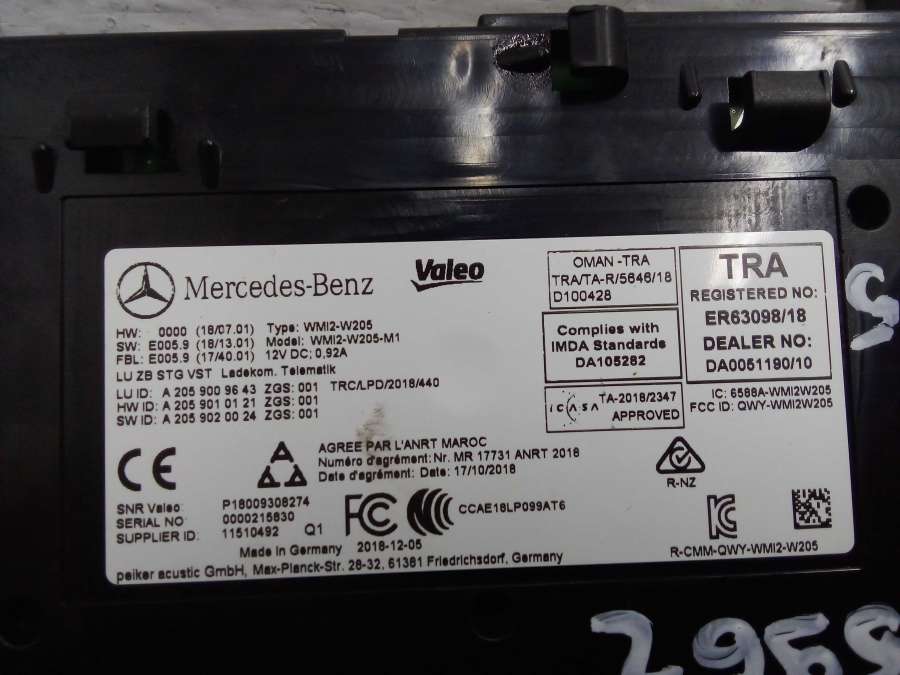 Mercedes-Benz
Valeo
HW: 0000 (18/07.01) Type: WMI2-W205
SW: E005.9 (18/13.01) Model: WMI2-W205-M1
FBL: E005.9 (17/40.01) 12V DC; 0,92A
LU ZB STG VST Ladekom. Telematik
LU ID: A 205 900 96 43 ZGS: 001 TRC/LPD/2018/440
HW ID: A 205 901 01 21 ZGS: 001
SW ID: A 205 902 00 24 ZGS: 001
OMAN -TRA
TRA/TA-R/5646/18
D100428
Complies with
IMDA Standards
DA105282
ICASA TA-2018/2347
APPROVED
TRA
REGISTERED NO:
ER63098/18
DEALER NO:
DA0051190/10
IC: 6588A-WMI2W205
FCC ID: QWY-WMI2W205
CE
AGREE PAR L'ANRT MAROC
Numéro d'agrément: Nr. MR 17731 ANRT 2018
Date d'agrément: Date: 17/10/2018
R-NZ
SNR Valeo: P18009308274
SERIAL NO 0000215830
SUPPLIER ID: 11510492 Q1
FC
CCAE18LP099AT6
Made in Germany 2018-12-05
R-CMM-QWY-WMI2-W205
peiker acustic GmbH, Max-Planck-Str. 28-32, 61381 Friedrichsdorf, Germany